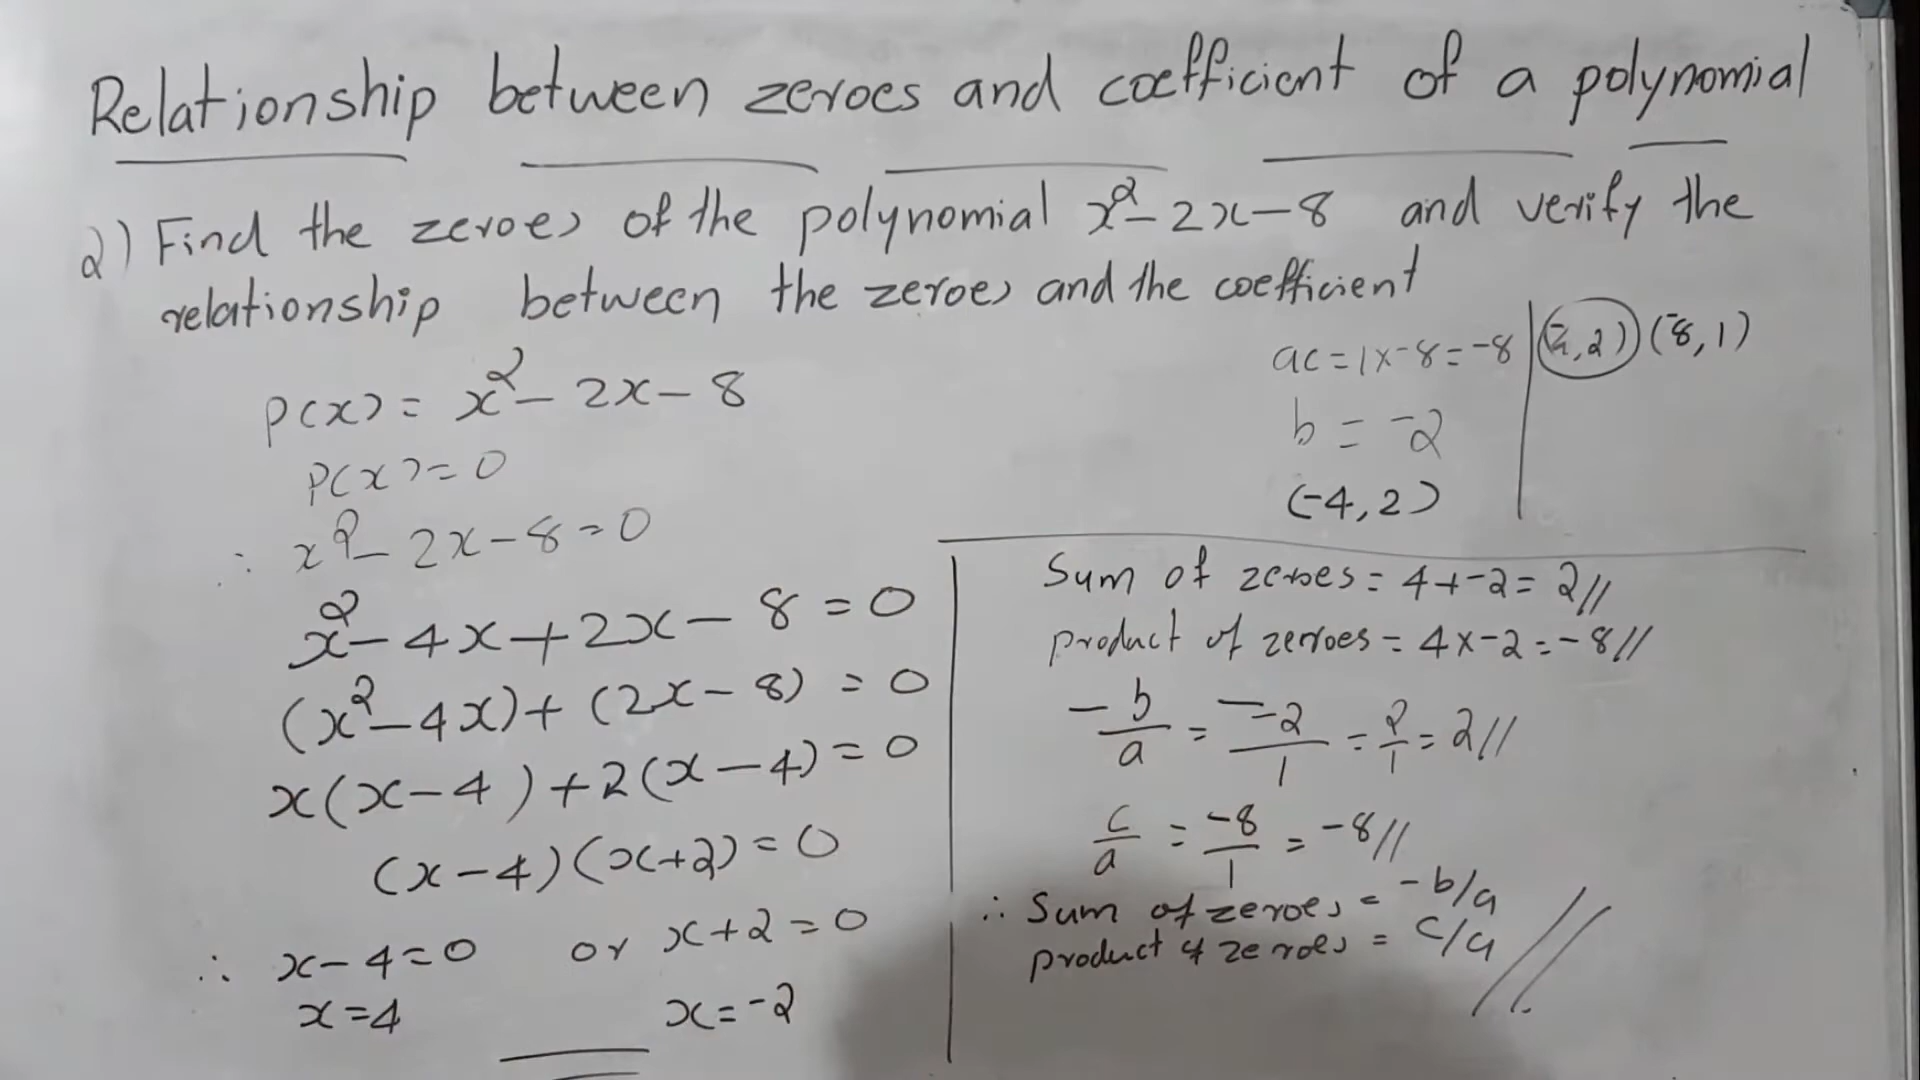 Relationship between zeroes and coefficient of a polynomial
2) Find the zeroes of the polynomial x² - 2x - 8 and verify the
relationship between the zeroes and the coefficient
P(x) = x² - 2x - 8
P(x) = 0
∴ x² - 2x - 8 = 0
x² - 4x + 2x - 8 = 0
(x² - 4x) + (2x - 8) = 0
x(x - 4) + 2(x - 4) = 0
(x - 4)(x + 2) = 0
∴ x - 4 = 0 or x + 2 = 0
x = 4 x = -2
ac = 1 x -8 = -8 | (-4, 2) (-8, 1)
b = -2
(-4, 2)
Sum of zeroes = 4 + -2 = 2//
product of zeroes = 4 x -2 = -8//
-b/a = - -2/1 = 2/1 = 2//
c/a = -8/1 = -8//
∴ Sum of zeroes = -b/a
product of zeroes = c/a //